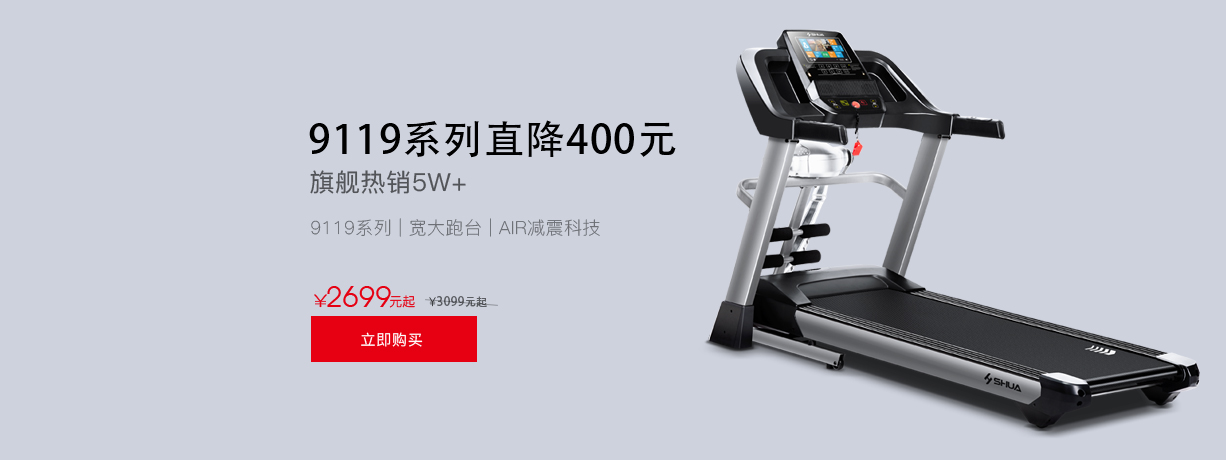 9119系列直降400元
旗舰热销5W+
9119系列 | 宽大跑台 | AIR减震科技
¥2699元起 ¥3099元起
立即购买
SHUA
SHUA